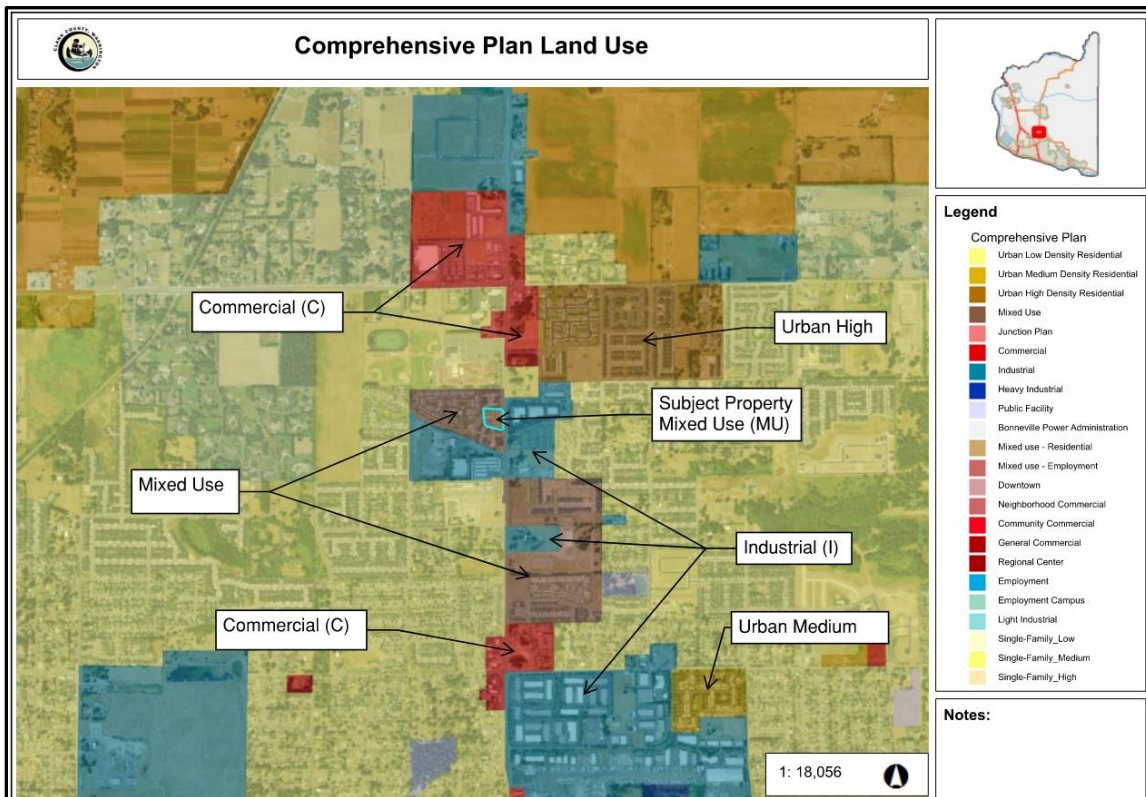 CLARK COUNTY, WASHINGTON
Comprehensive Plan Land Use
Commercial (C)
Urban High
Subject Property
Mixed Use (MU)
Mixed Use
Industrial (I)
Commercial (C)
Urban Medium
1: 18,056
Legend
Comprehensive Plan
Urban Low Density Residential
Urban Medium Density Residential
Urban High Density Residential
Mixed Use
Junction Plan
Commercial
Industrial
Heavy Industrial
Public Facility
Bonneville Power Administration
Mixed use - Residential
Mixed use - Employment
Downtown
Neighborhood Commercial
Community Commercial
General Commercial
Regional Center
Employment
Employment Campus
Light Industrial
Single-Family_Low
Single-Family_Medium
Single-Family_High
Notes: